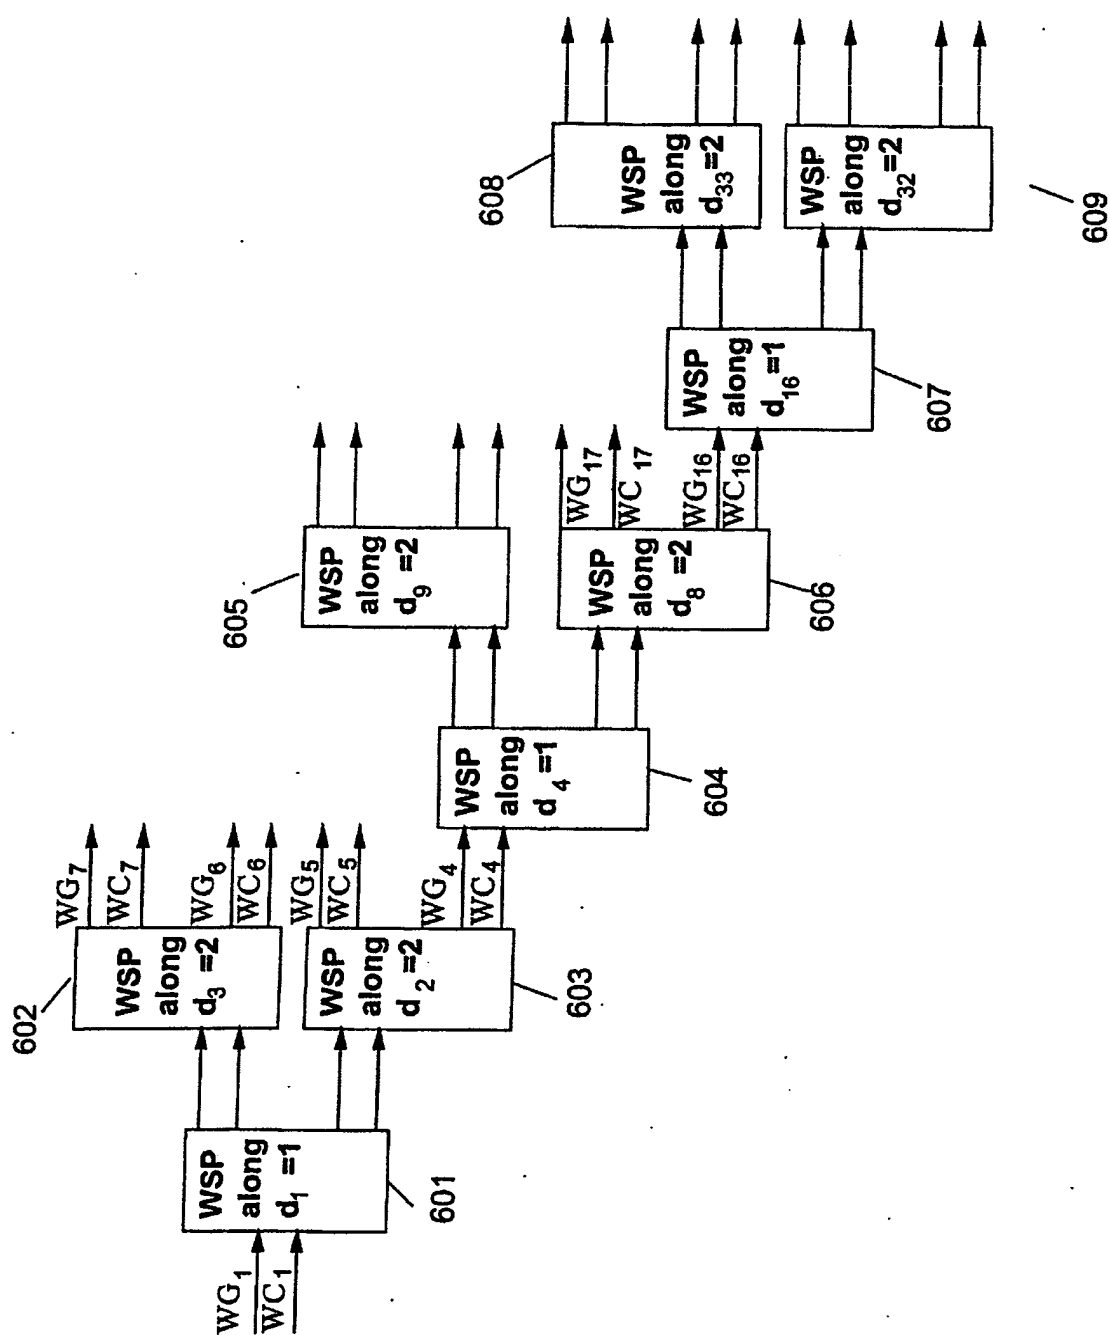 WG1
WC1
WSP
along
d1 =1
601
WSP
along
d3 =2
602
WG7
WC7
WG6
WC6
WSP
along
d2 =2
603
WG5
WC5
WG4
WC4
WSP
along
d4 =1
604
WSP
along
d9 =2
605
WSP
along
d8 =2
606
WG17
WC17
WG16
WC16
WSP
along
d16 =1
607
WSP
along
d33 =2
608
WSP
along
d32 =2
609